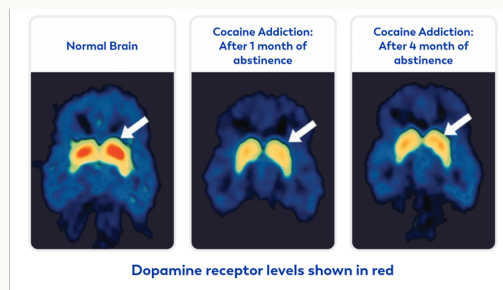 Normal Brain
Cocaine Addiction:
After 1 month of
abstinence
Cocaine Addiction:
After 4 month of
abstinence
Dopamine receptor levels shown in red